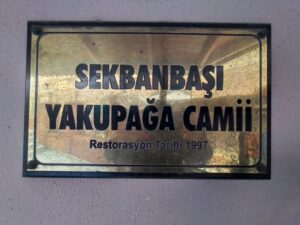 SEKBANBAŞI
YAKUPAĞA CAMİİ
Restorasyon Tarihi 1997